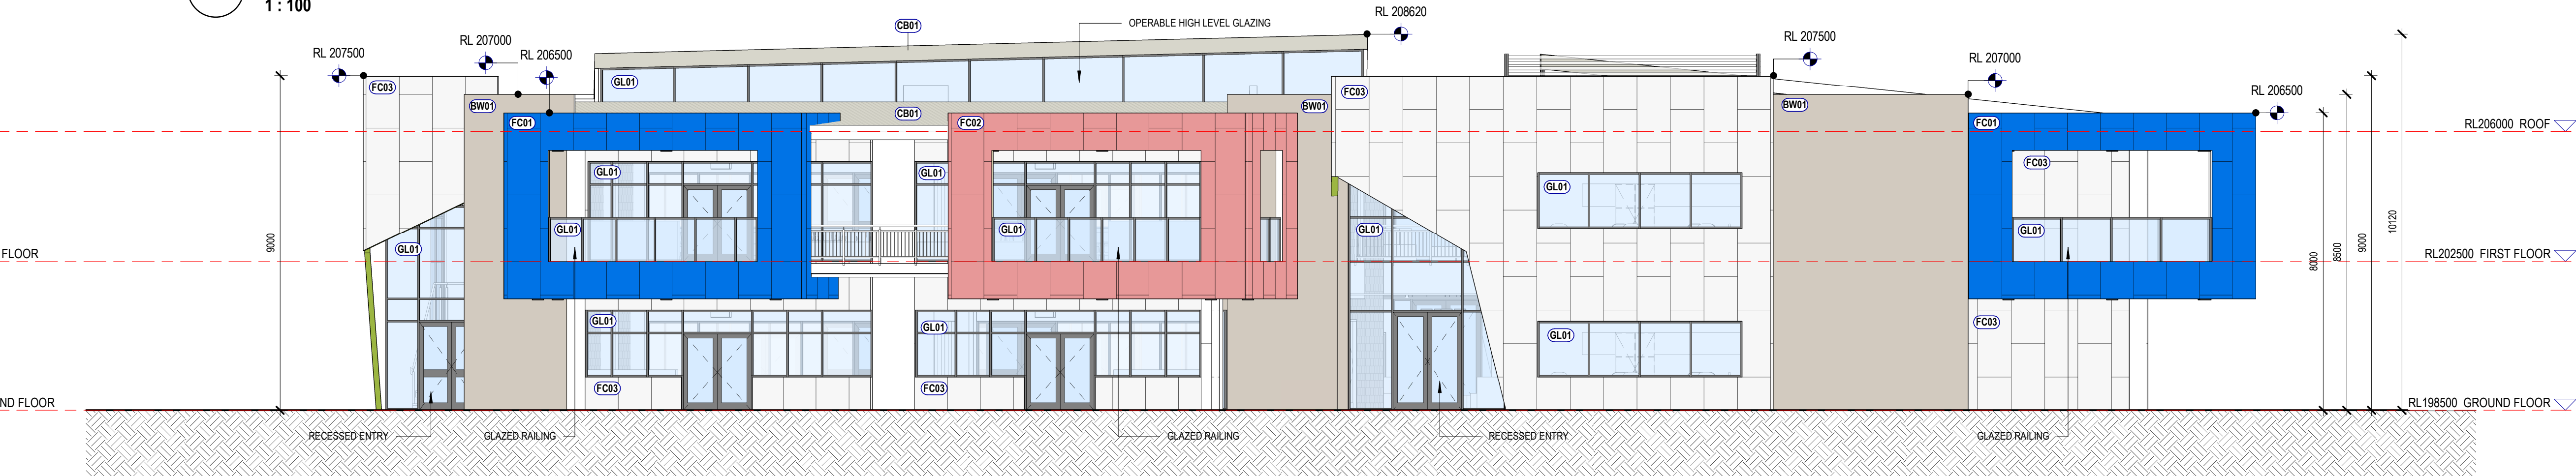 1 : 100
OPERABLE HIGH LEVEL GLAZING
RL 208620
CB01
RL 207500
RL 207000
RL 206500
RL 207500
RL 207000
RL 206500
FC03
GL01
FC03
BW01
BW01
BW01
CB01
FC01
FC02
FC01
RL206000 ROOF
FC03
GL01
GL01
GL01
GL01
GL01
GL01
GL01
GL01
GL01
9000
10120
9000
8500
8000
FLOOR
RL202500 FIRST FLOOR
GL01
GL01
GL01
FC03
FC03
FC03
ND FLOOR
RL198500 GROUND FLOOR
RECESSED ENTRY
GLAZED RAILING
GLAZED RAILING
RECESSED ENTRY
GLAZED RAILING